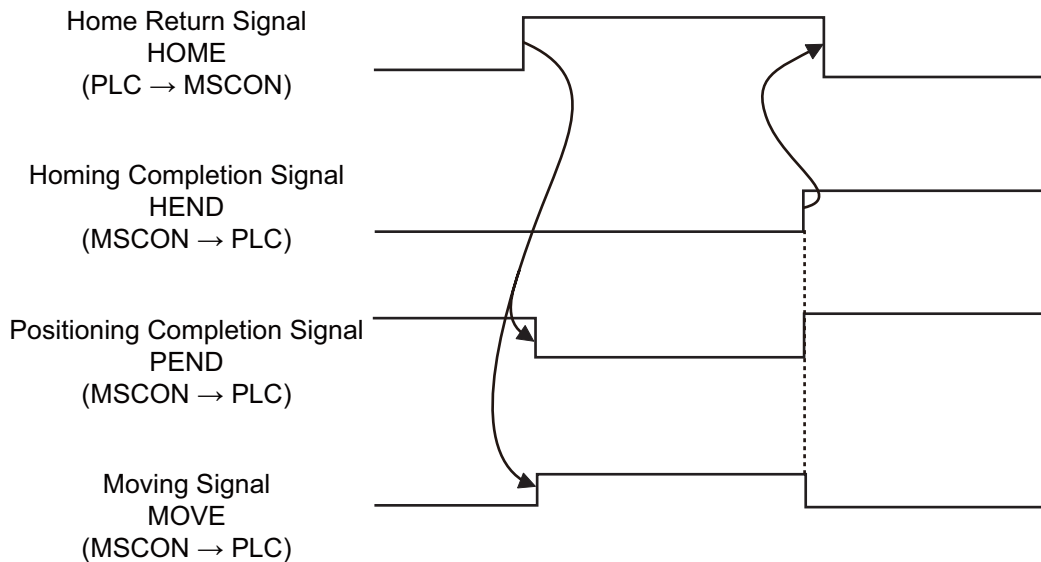 Home Return Signal
HOME
(PLC → MSCON)
Homing Completion Signal
HEND
(MSCON → PLC)
Positioning Completion Signal
PEND
(MSCON → PLC)
Moving Signal
MOVE
(MSCON → PLC)